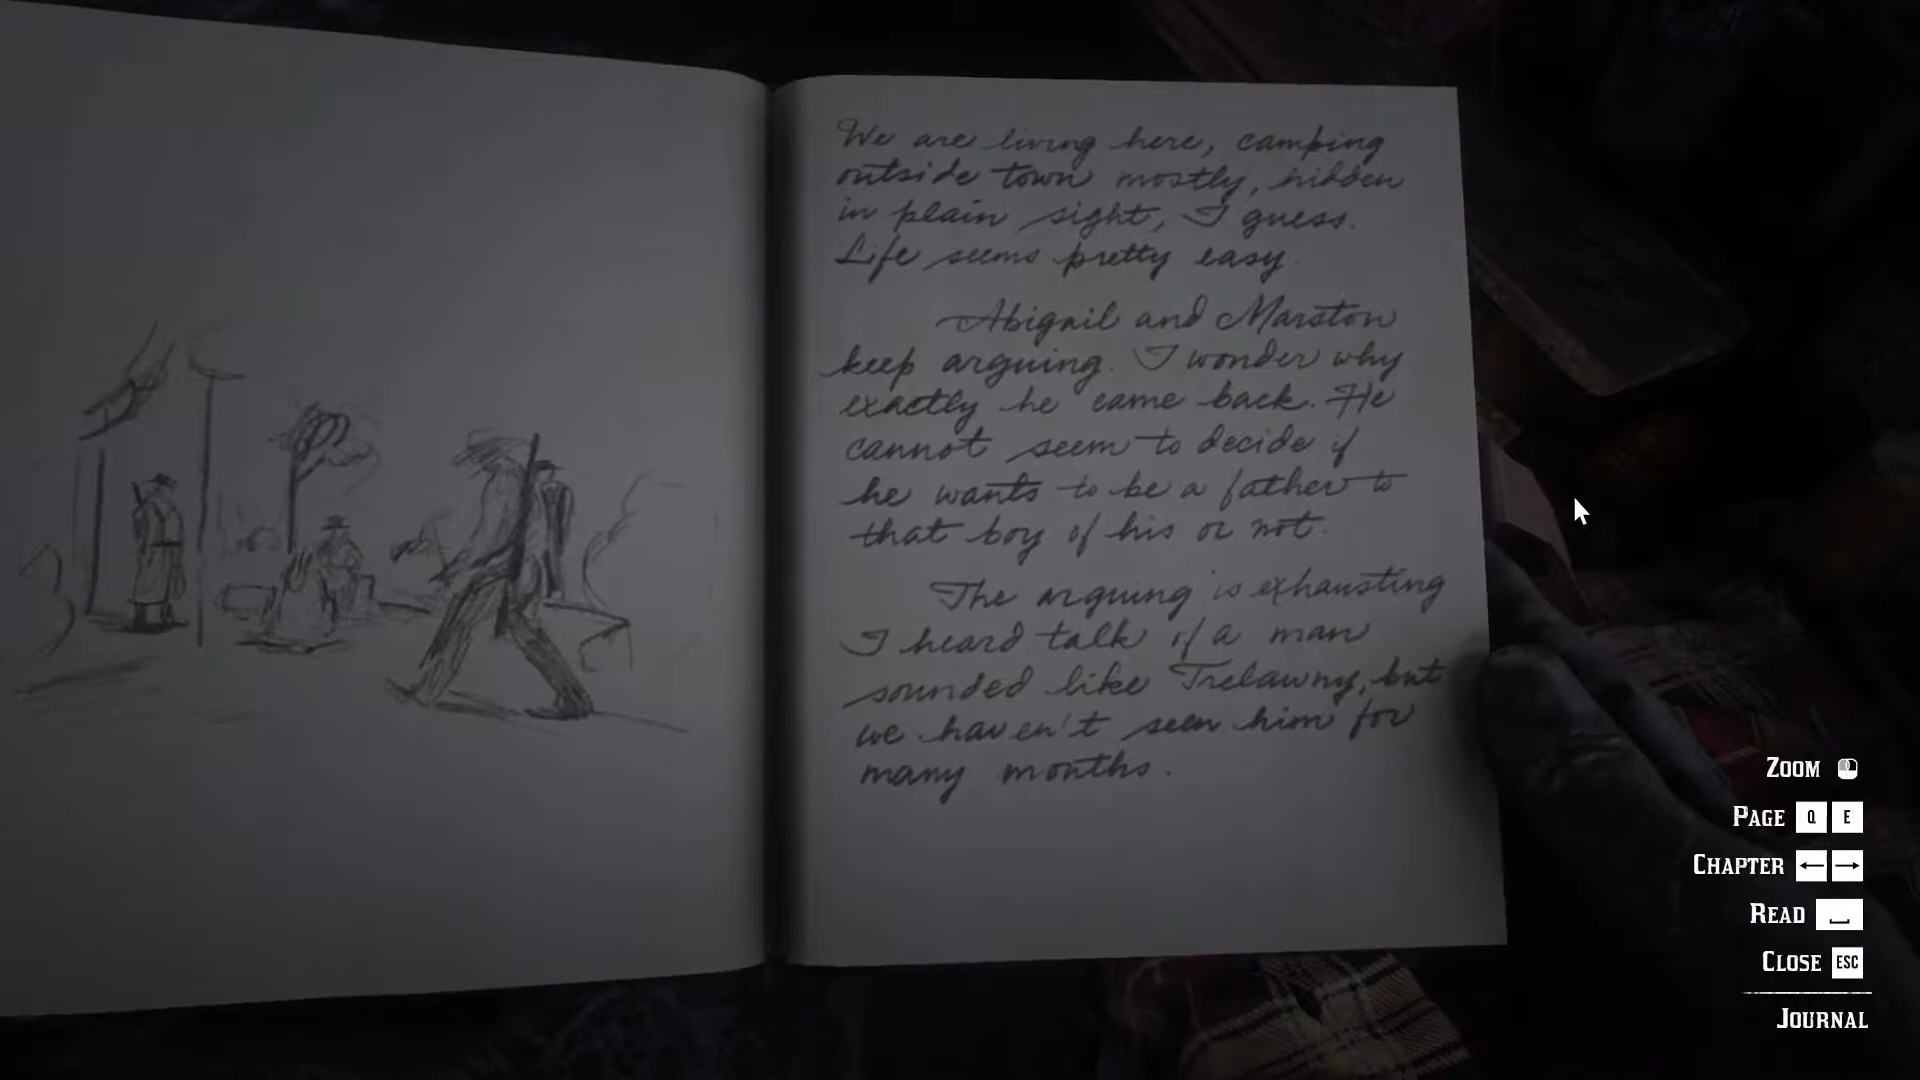 We are living here, camping
outside town mostly, hidden
in plain sight, I guess.
Life seems pretty easy.
Abigail and Marston
keep arguing. I wonder why
exactly he came back. He
cannot seem to decide if
he wants to be a father to
that boy of his or not.
The arguing is exhausting
I heard talk of a man
sounded like Trelawny, but
we haven't seen him for
many months.
ZOOM
PAGE Q E
CHAPTER ← →
READ
CLOSE ESC
JOURNAL